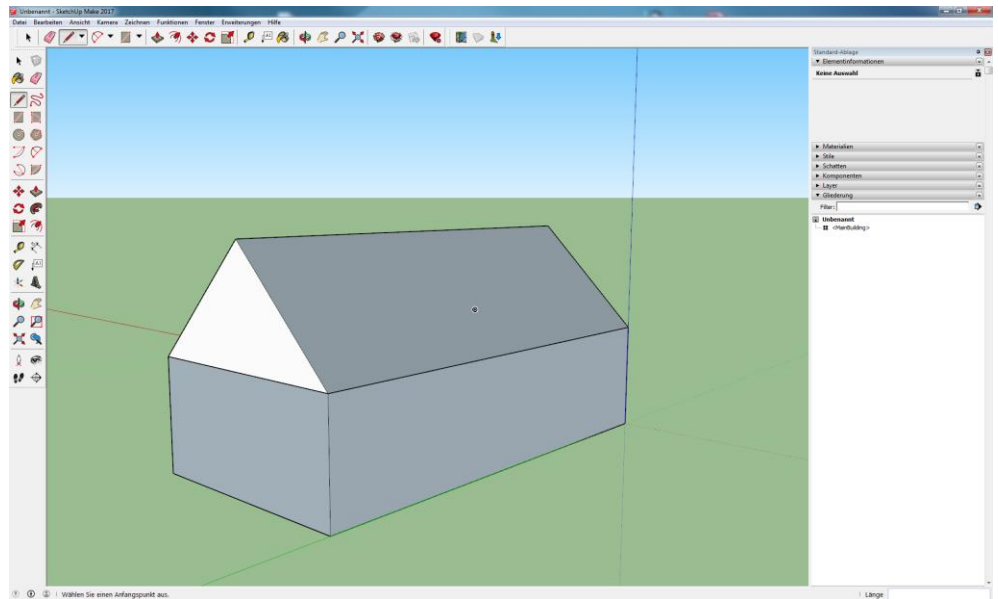 Unbenannt - SketchUp Make 2017
Datei Bearbeiten Ansicht Kamera Zeichnen Funktionen Fenster Erweiterungen Hilfe
Standard-Ablage
Elementinformationen
Keine Auswahl
Materialien
Stile
Schatten
Komponenten
Layer
Gliederung
Filter:
Unbenannt
<MainBuilding>
Wählen Sie einen Anfangspunkt aus.
Länge